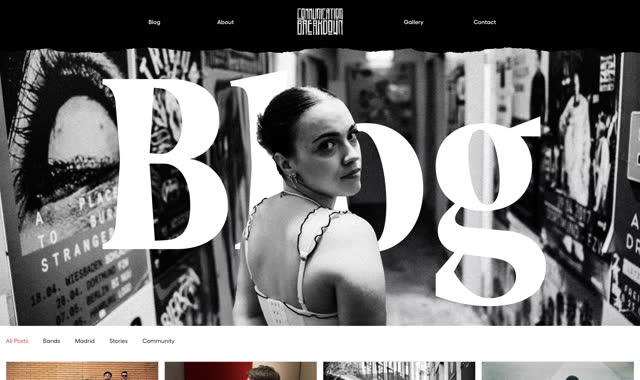 Blog
About
COMMUNICATION
BREAKDOWN
Gallery
Contact
Blog
A PLACE
TO BURY
STRANGERS
All Posts
Bands
Madrid
Stories
Community